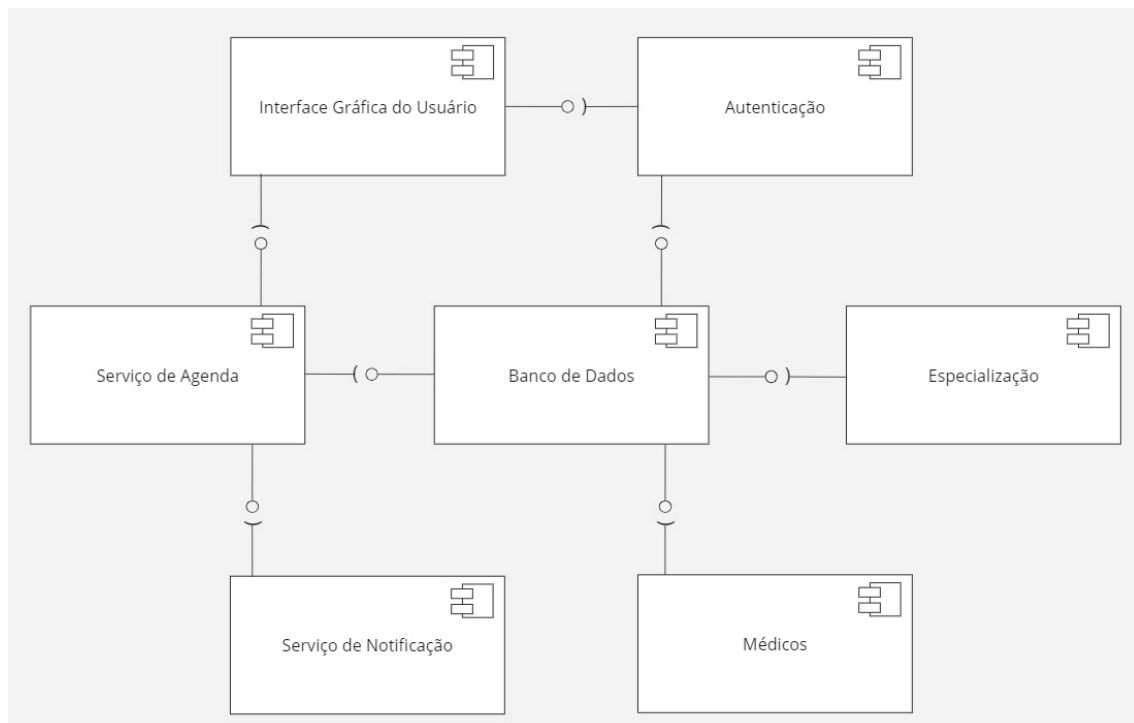 Interface Gráfica do Usuário
Autenticação
Serviço de Agenda
Banco de Dados
Especialização
Serviço de Notificação
Médicos